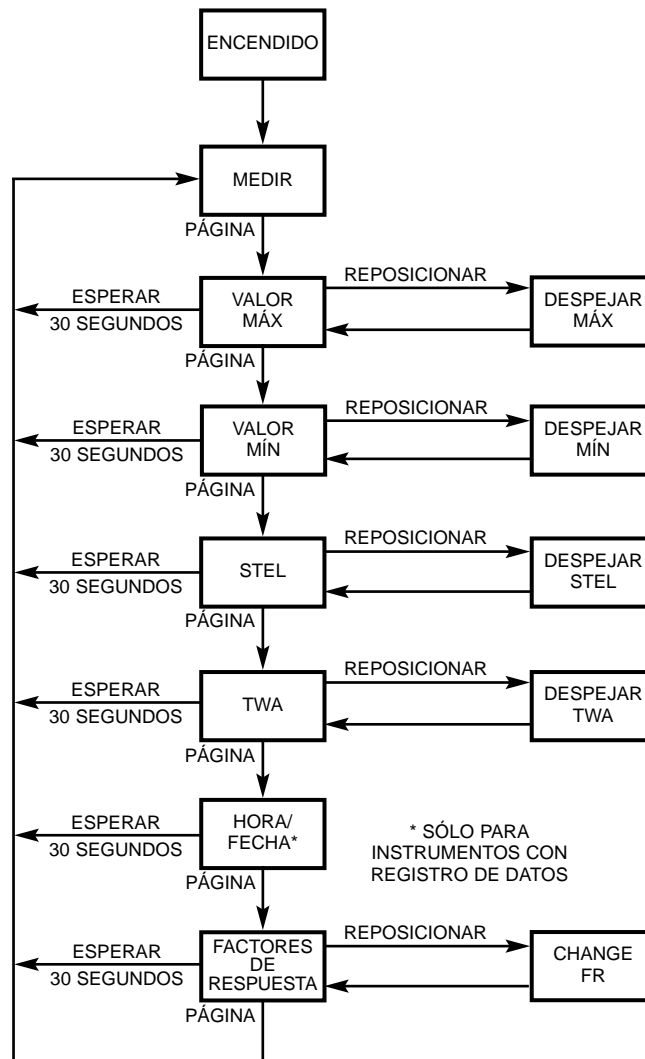 ENCENDIDO
MEDIR
PÁGINA
ESPERAR
30 SEGUNDOS
VALOR
MÁX
REPOSICIONAR
DESPEJAR
MÁX
PÁGINA
ESPERAR
30 SEGUNDOS
VALOR
MÍN
REPOSICIONAR
DESPEJAR
MÍN
PÁGINA
ESPERAR
30 SEGUNDOS
STEL
REPOSICIONAR
DESPEJAR
STEL
PÁGINA
ESPERAR
30 SEGUNDOS
TWA
REPOSICIONAR
DESPEJAR
TWA
PÁGINA
ESPERAR
30 SEGUNDOS
HORA/
FECHA*
* SÓLO PARA
INSTRUMENTOS CON
REGISTRO DE DATOS
PÁGINA
ESPERAR
30 SEGUNDOS
FACTORES
DE
RESPUESTA
REPOSICIONAR
CHANGE
FR
PÁGINA